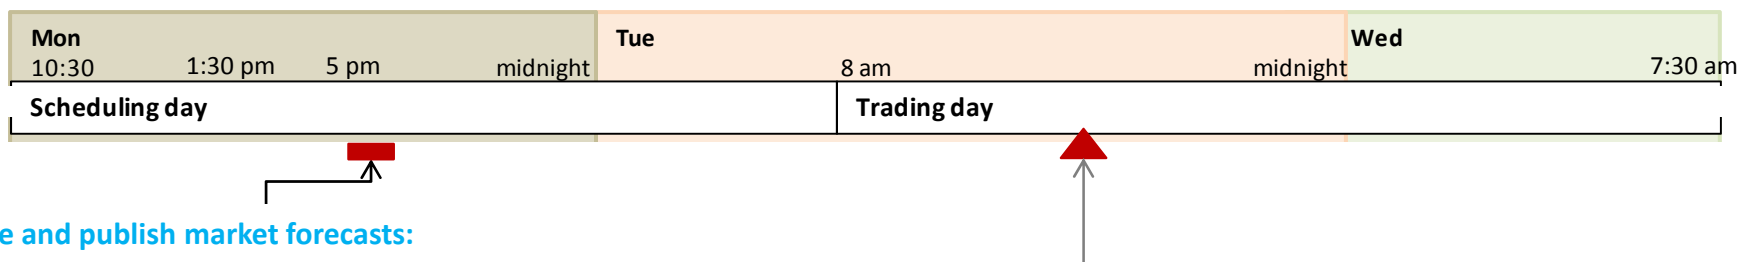 Mon
Tue
Wed
10:30 1:30 pm 5 pm midnight 8 am midnight 7:30 am
Scheduling day Trading day
e and publish market forecasts: